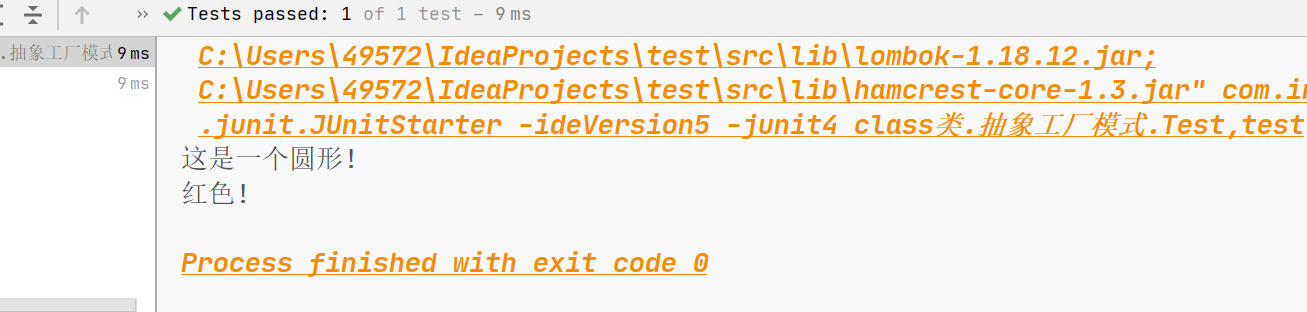 Tests passed: 1 of 1 test – 9 ms
.抽象工厂模式 9 ms
9 ms
C:\Users\49572\IdeaProjects\test\src\lib\lombok-1.18.12.jar;
C:\Users\49572\IdeaProjects\test\src\lib\hamcrest-core-1.3.jar" com.in
.junit.JUnitStarter -ideVersion5 -junit4 class类.抽象工厂模式.Test,test
这是一个圆形!
红色!
Process finished with exit code 0